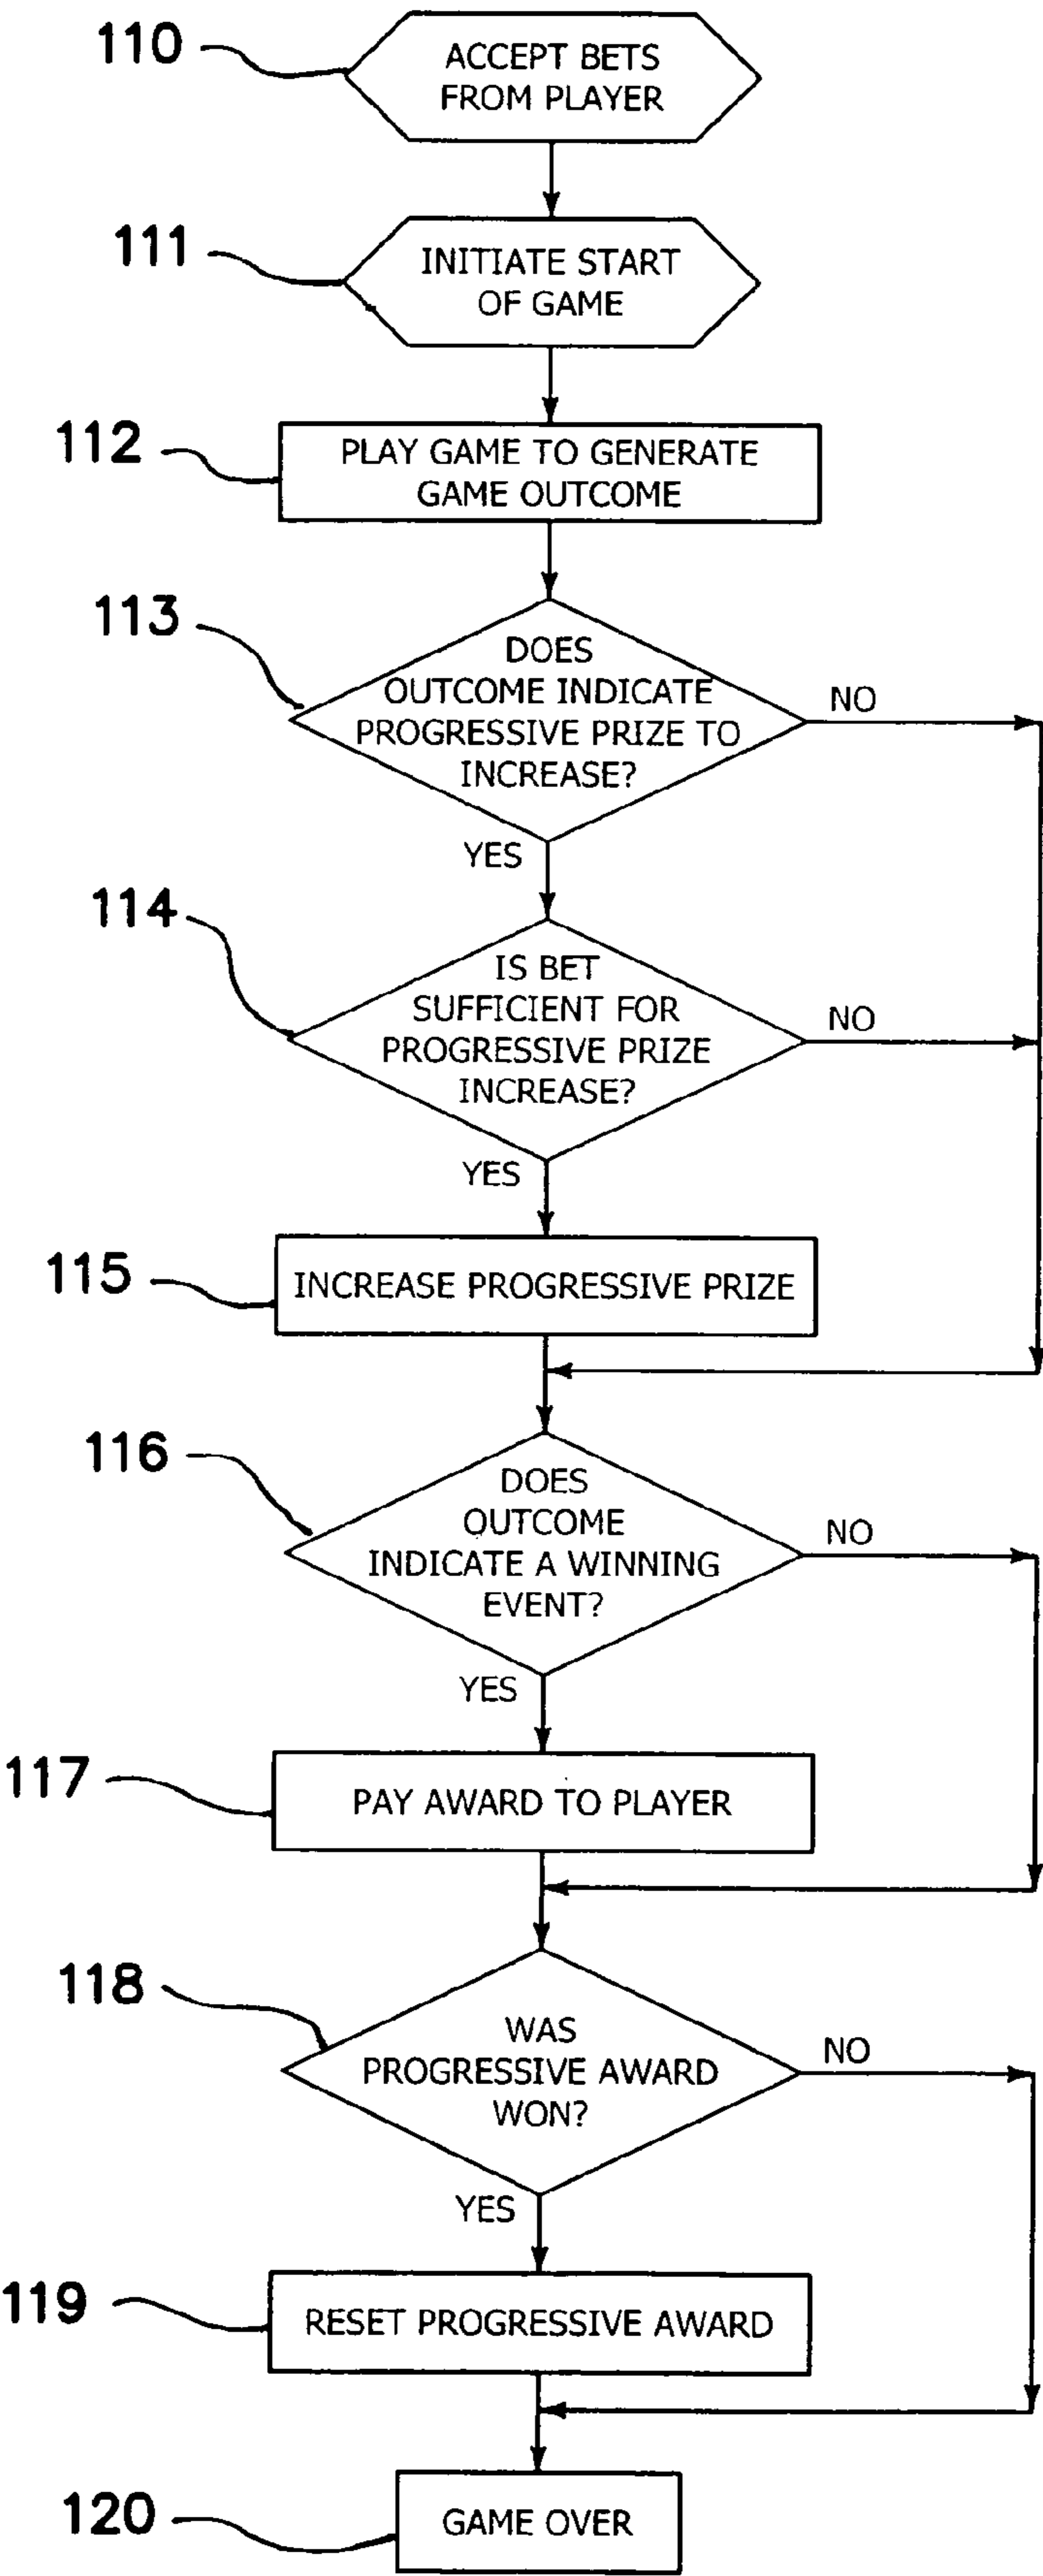 110
ACCEPT BETS
FROM PLAYER
111
INITIATE START
OF GAME
112
PLAY GAME TO GENERATE
GAME OUTCOME
113
DOES
OUTCOME INDICATE
PROGRESSIVE PRIZE TO
INCREASE?
NO
YES
114
IS BET
SUFFICIENT FOR
PROGRESSIVE PRIZE
INCREASE?
NO
YES
115
INCREASE PROGRESSIVE PRIZE
116
DOES
OUTCOME
INDICATE A WINNING
EVENT?
NO
YES
117
PAY AWARD TO PLAYER
118
WAS
PROGRESSIVE AWARD
WON?
NO
YES
119
RESET PROGRESSIVE AWARD
120
GAME OVER